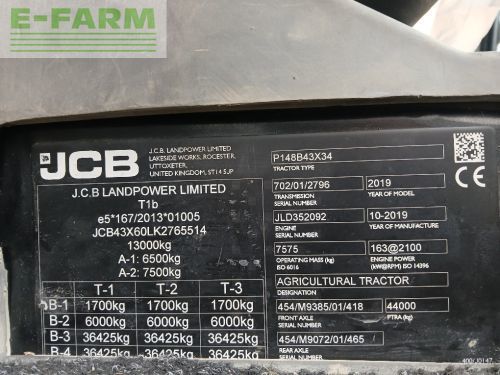 E-FARM
JCB
J.C.B. LANDPOWER LIMITED
LAKESIDE WORKS, ROCESTER,
UTTOXETER,
UNITED KINGDOM, ST14 5JP
J.C.B LANDPOWER LIMITED
T1b
e5*167/2013*01005
JCB43X60LK2765514
13000kg
A-1: 6500kg
A-2: 7500kg
T-1 T-2 T-3
B-1 1700kg 1700kg 1700kg
B-2 6000kg 6000kg 6000kg
B-3 36425kg 36425kg 36425kg
B-4 36425kg 36425kg 36425kg
P148B43X34
TRACTOR TYPE
702/01/2796 2019
TRANSMISSION SERIAL NUMBER YEAR OF MODEL
JLD352092 10-2019
ENGINE SERIAL NUMBER YEAR OF MANUFACTURE
7575 163@2100
OPERATING MASS (kg) ISO 6016 ENGINE POWER (kW@RPM) ISO 14396
AGRICULTURAL TRACTOR
DESIGNATION
454/M9385/01/418 44000
FRONT AXLE SERIAL NUMBER PTRA (kg)
454/M9072/01/465
REAR AXLE
400/J0147